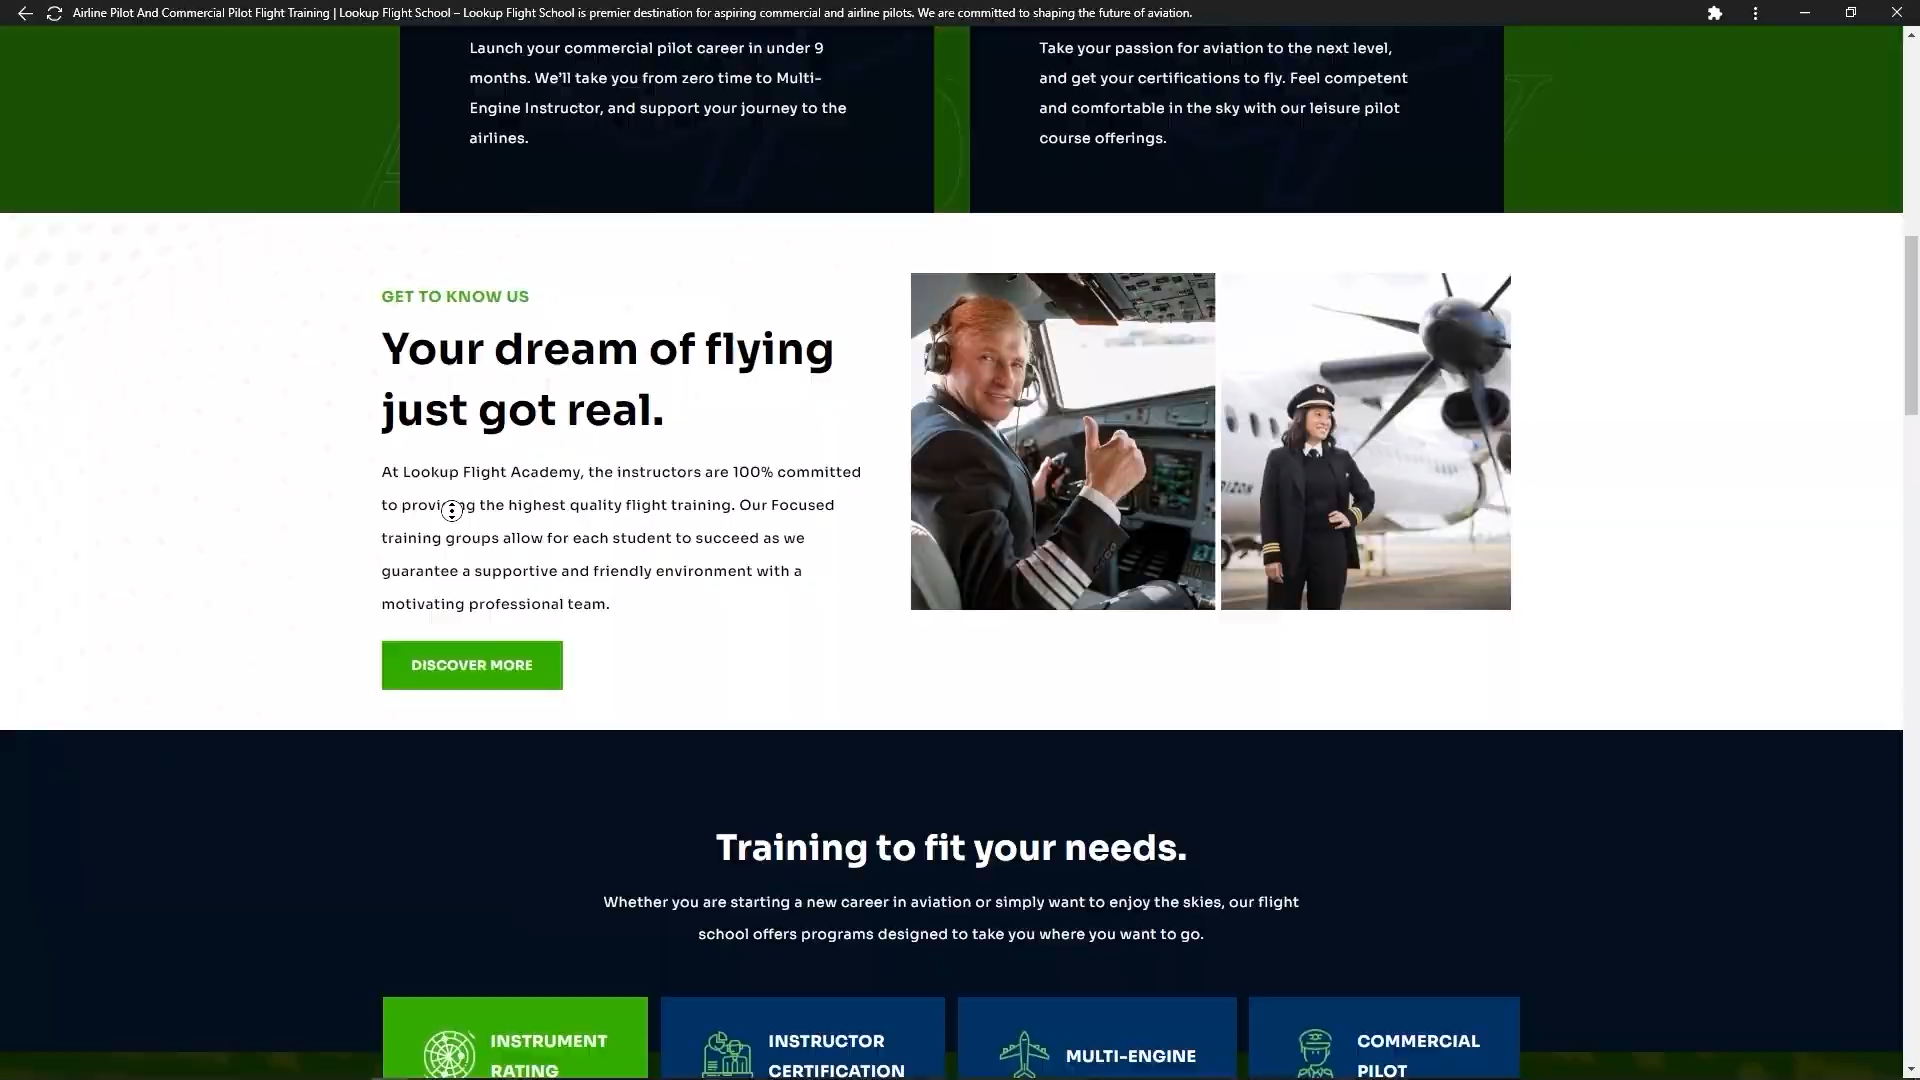 Airline Pilot And Commercial Pilot Flight Training | Lookup Flight School – Lookup Flight School is premier destination for aspiring commercial and airline pilots. We are committed to shaping the future of aviation.
Launch your commercial pilot career in under 9
months. We'll take you from zero time to Multi-
Engine Instructor, and support your journey to the
airlines.
Take your passion for aviation to the next level,
and get your certifications to fly. Feel competent
and comfortable in the sky with our leisure pilot
course offerings.
GET TO KNOW US
Your dream of flying
just got real.
At Lookup Flight Academy, the instructors are 100% committed
to providing the highest quality flight training. Our Focused
training groups allow for each student to succeed as we
guarantee a supportive and friendly environment with a
motivating professional team.
DISCOVER MORE
Training to fit your needs.
Whether you are starting a new career in aviation or simply want to enjoy the skies, our flight
school offers programs designed to take you where you want to go.
INSTRUMENT
RATING
INSTRUCTOR
CERTIFICATION
MULTI-ENGINE
COMMERCIAL
PILOT